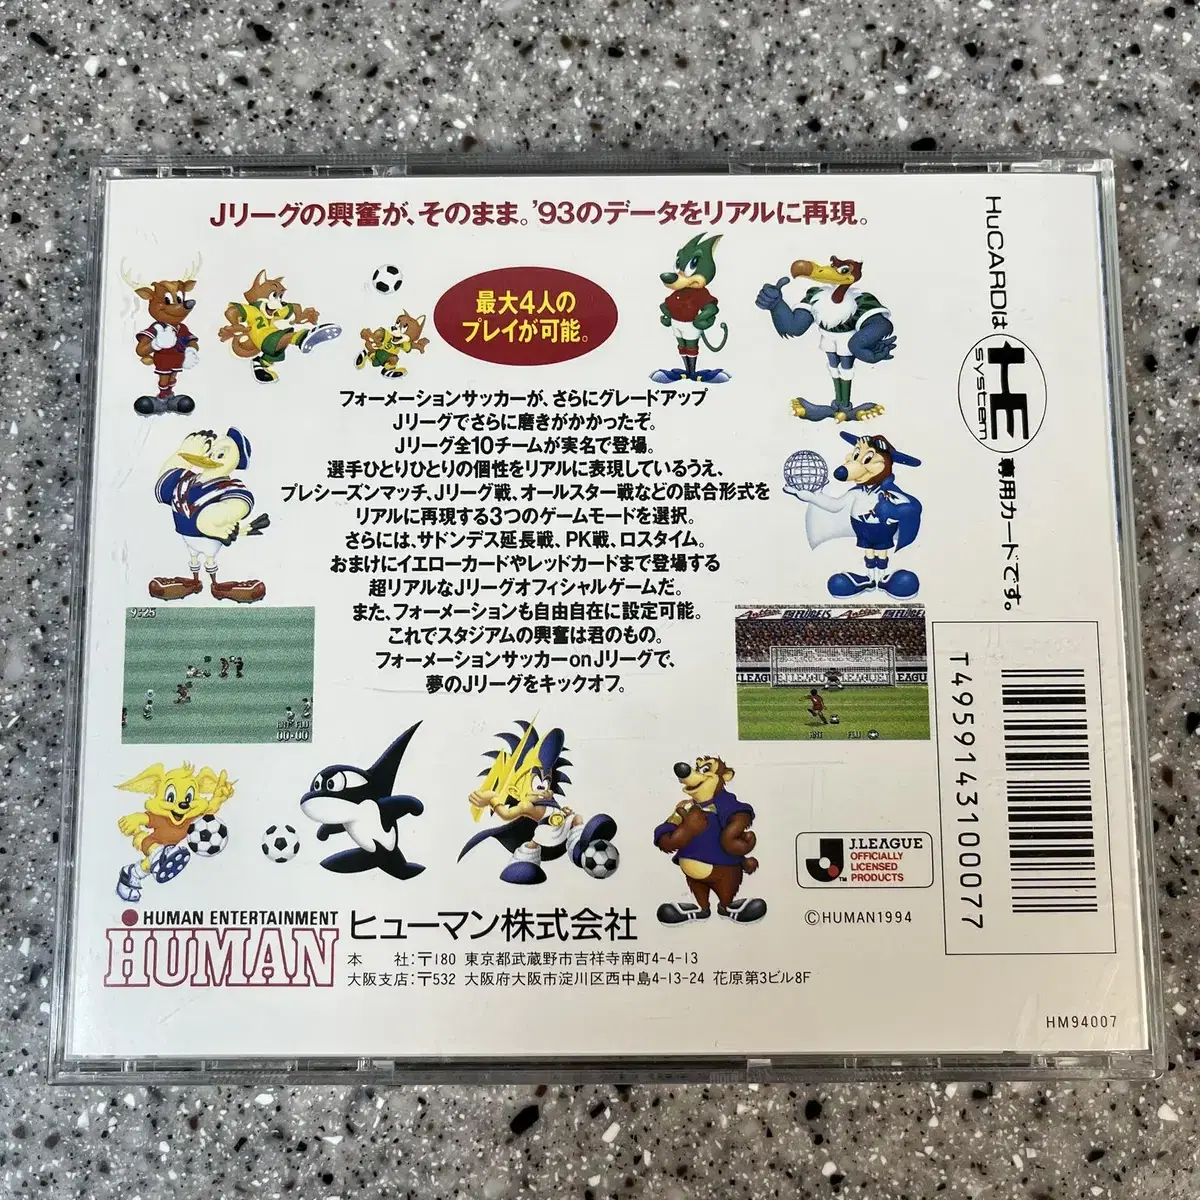 Jリーグの興奮が、そのまま。'93のデータをリアルに再現。
最大4人の
プレイが可能。
フォーメーションサッカーが、さらにグレードアップ
Jリーグでさらに磨きがかかったぞ。
Jリーグ全10チームが実名で登場。
選手ひとりひとりの個性をリアルに表現しているうえ、
プレシーズンマッチ、Jリーグ戦、オールスター戦などの試合形式を
リアルに再現する3つのゲームモードを選択。
さらには、サドンデス延長戦、PK戦、ロスタイム。
おまけにイエローカードやレッドカードまで登場する
超リアルなJリーグオフィシャルゲームだ。
また、フォーメーションも自由自在に設定可能。
これでスタジアムの興奮は君のもの。
フォーメーションサッカーonJリーグで、
夢のJリーグをキックオフ。
9:25
00-00
J.LEAGUE
J.LEAGUE
OFFICIALLY
LICENSED
PRODUCTS
TM
©HUMAN1994
HUMAN ENTERTAINMENT
HUMAN
ヒューマン株式会社
本 社:〒180 東京都武蔵野市吉祥寺南町4-4-13
大阪支店:〒532 大阪府大阪市淀川区西中島4-13-24 花原第3ビル8F
HuCARDは
HE
SYSTEM
専用カードです。
T4959143100077
HM94007